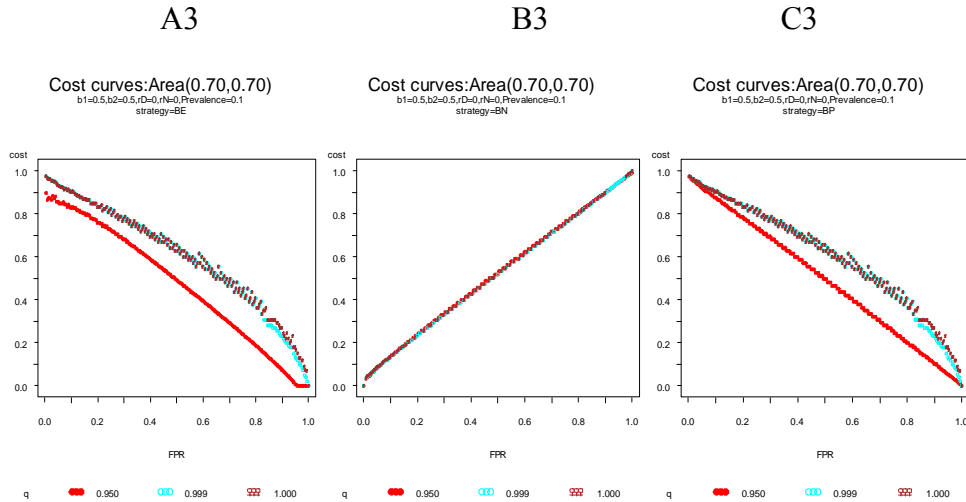 A3
B3
C3
Cost curves:Area(0.70,0.70)
b1=0.5,b2=0.5,rD=0,rN=0,Prevalence=0.1
strategy=BE
cost
1.0
0.8
0.6
0.4
0.2
0.0
0.0 0.2 0.4 0.6 0.8 1.0
FPR
q 0.950 0.999 1.000
Cost curves:Area(0.70,0.70)
b1=0.5,b2=0.5,rD=0,rN=0,Prevalence=0.1
strategy=BN
cost
1.0
0.8
0.6
0.4
0.2
0.0
0.0 0.2 0.4 0.6 0.8 1.0
FPR
q 0.950 0.999 1.000
Cost curves:Area(0.70,0.70)
b1=0.5,b2=0.5,rD=0,rN=0,Prevalence=0.1
strategy=BP
cost
1.0
0.8
0.6
0.4
0.2
0.0
0.0 0.2 0.4 0.6 0.8 1.0
FPR
q 0.950 0.999 1.000